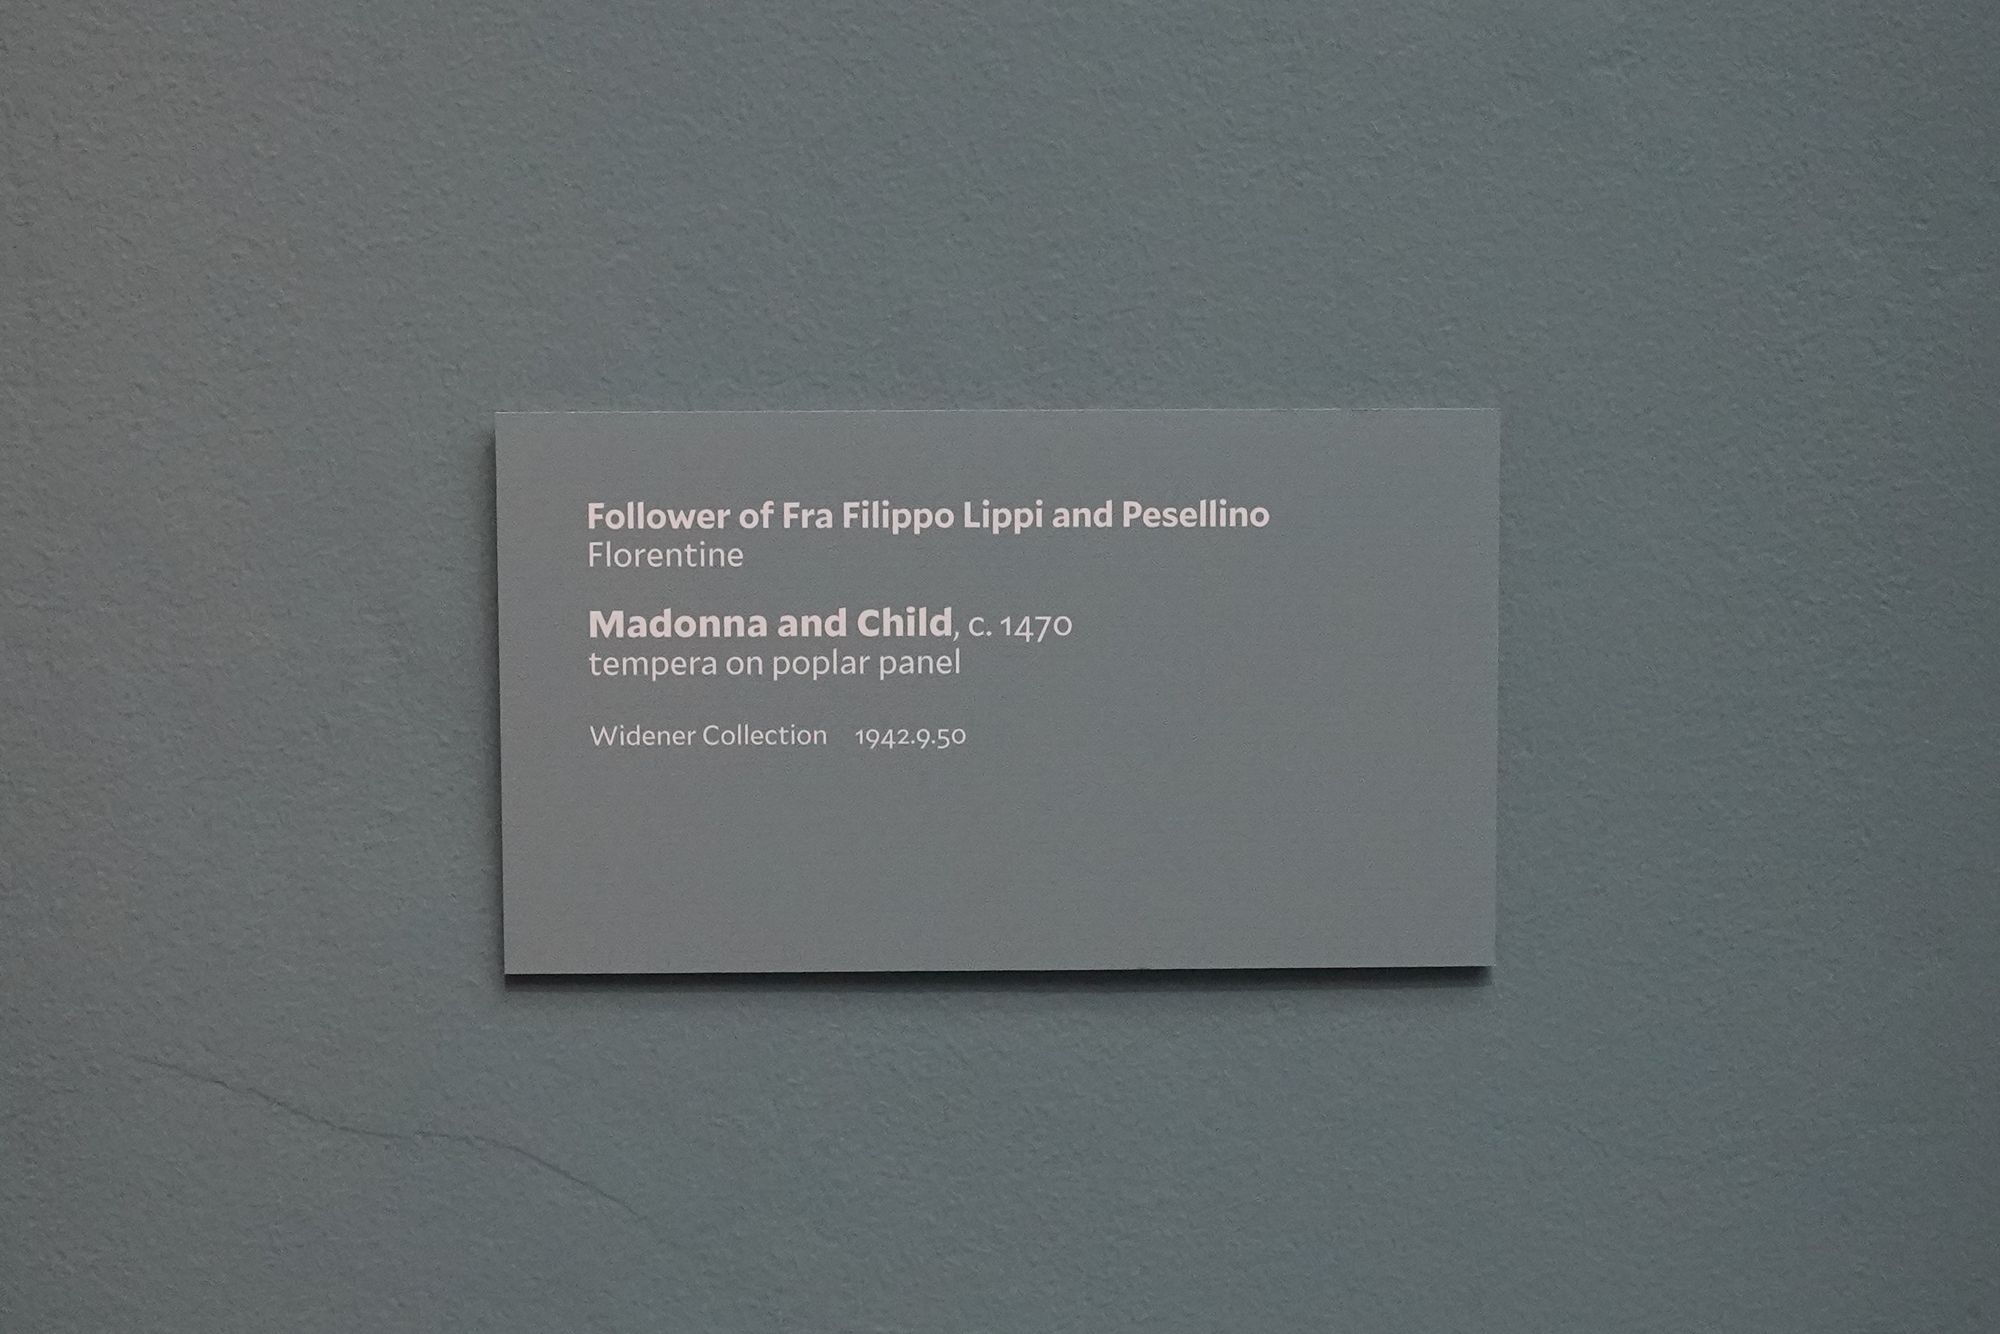 Follower of Fra Filippo Lippi and Pesellino
Florentine
Madonna and Child, c. 1470
tempera on poplar panel
Widener Collection 1942.9.50